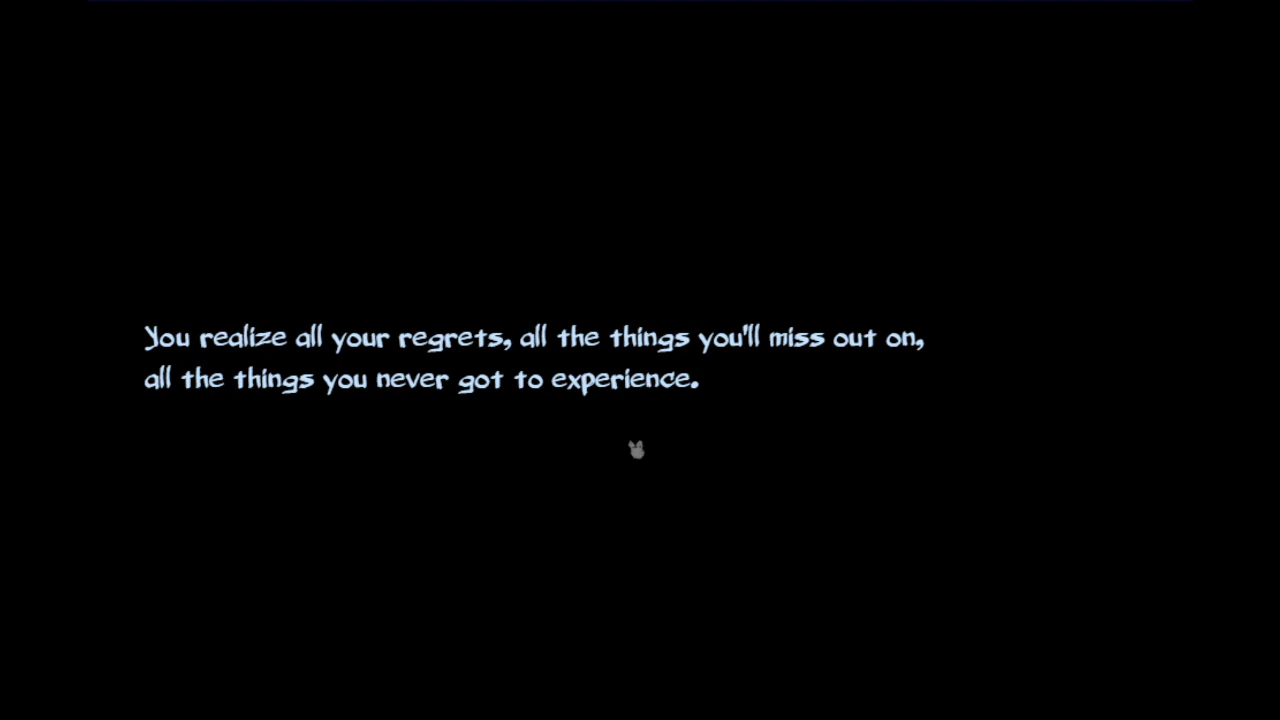 You realize all your regrets, all the things you'll miss out on,
all the things you never got to experience.